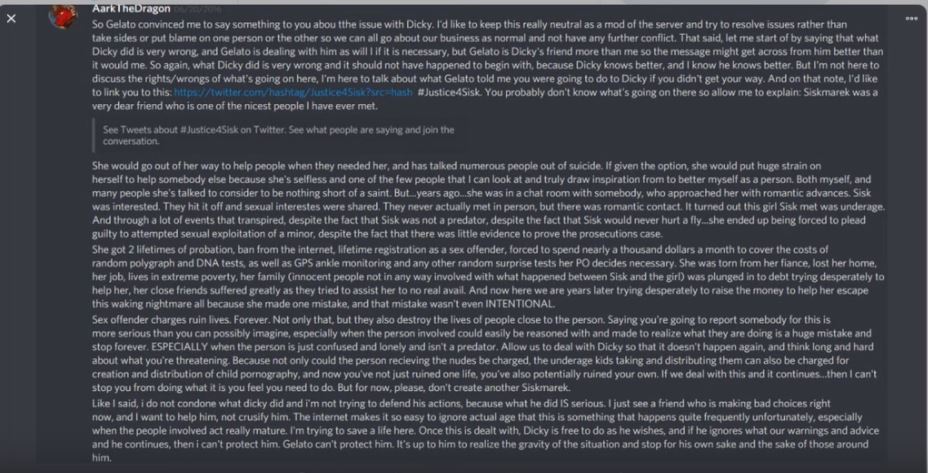 AarkTheDragon 06/20/2016
So Gelato convinced me to say something to you abou tthe issue with Dicky. I'd like to keep this really neutral as a mod of the server and try to resolve issues rather than
take sides or put blame on one person or the other so we can all go about our business as normal and not have any further conflict. That said, let me start of by saying that what
Dicky did is very wrong, and Gelato is dealing with him as will I if it is necessary, but Gelato is Dicky's friend more than me so the message might get across from him better than
it would me. So again, what Dicky did is very wrong and it should not have happened to begin with, because Dicky knows better, and I know he knows better. But I'm not here to
discuss the rights/wrongs of what's going on here, I'm here to talk about what Gelato told me you were going to do to Dicky if you didn't get your way. And on that note, I'd like
to link you to this: https://twitter.com/hashtag/Justice4Sisk?src=hash #Justice4Sisk. You probably don't know what's going on there so allow me to explain: Siskmarek was a
very dear friend who is one of the nicest people I have ever met.
See Tweets about #Justice4Sisk on Twitter. See what people are saying and join the
conversation.
She would go out of her way to help people when they needed her, and has talked numerous people out of suicide. If given the option, she would put huge strain on
herself to help somebody else because she's selfless and one of the few people that I can look at and truly draw inspiration from to better myself as a person. Both myself, and
many people she's talked to consider to be nothing short of a saint. But...years ago...she was in a chat room with somebody, who approached her with romantic advances. Sisk
was interested. They hit it off and sexual interestes were shared. They never actually met in person, but there was romantic contact. It turned out this girl Sisk met was underage.
And through a lot of events that transpired, despite the fact that Sisk was not a predator, despite the fact that Sisk would never hurt a fly...she ended up being forced to plead
guilty to attempted sexual exploitation of a minor, despite the fact that there was little evidence to prove the prosecutions case.
She got 2 lifetimes of probation, ban from the internet, lifetime registration as a sex offender, forced to spend nearly a thousand dollars a month to cover the costs of
random polygraph and DNA tests, as well as GPS ankle monitoring and any other random surprise tests her PO decides necessary. She was torn from her fiance, lost her home,
her job, lives in extreme poverty, her family (innocent people not in any way involved with what happened between Sisk and the girl) was plunged in to debt trying desperately to
help her, her close friends suffered greatly as they tried to assist her to no real avail. And now here we are years later trying desperately to raise the money to help her escape
this waking nightmare all because she made one mistake, and that mistake wasn't even INTENTIONAL.
Sex offender charges ruin lives. Forever. Not only that, but they also destroy the lives of people close to the person. Saying you're going to report somebody for this is
more serious than you can possibly imagine, especially when the person involved could easily be reasoned with and made to realize what they are doing is a huge mistake and
stop forever. ESPECIALLY when the person is just confused and lonely and isn't a predator. Allow us to deal with Dicky so that it doesn't happen again, and think long and hard
about what you're threatening. Because not only could the person recieving the nudes be charged, the underage kids taking and distributing them can also be charged for
creation and distribution of child pornography, and now you've not just ruined one life, you've also potentially ruined your own. If we deal with this and it continues...then I can't
stop you from doing what it is you feel you need to do. But for now, please, don't create another Siskmarek.
Like I said, i do not condone what dicky did and i'm not trying to defend his actions, because what he did IS serious. I just see a friend who is making bad choices right
now, and I want to help him, not crusify him. The internet makes it so easy to ignore actual age that this is something that happens quite frequently unfortunately, especially
when the people involved act really mature. I'm trying to save a life here. Once this is dealt with, Dicky is free to do as he wishes, and if he ignores what our warnings and advice
and he continues, then i can't protect him. Gelato can't protect him. It's up to him to realize the gravity of the situation and stop for his own sake and the sake of those around
him.